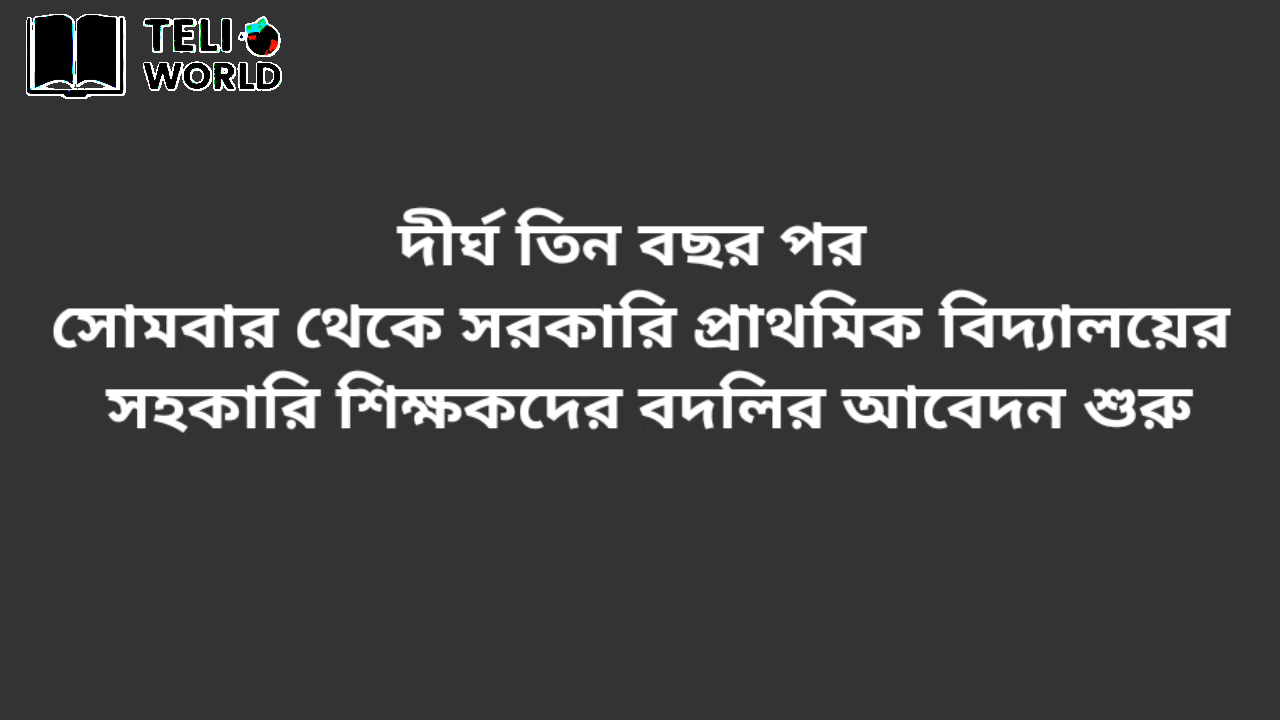 TELI
WORLD
দীর্ঘ তিন বছর পর
সোমবার থেকে সরকারি প্রাথমিক বিদ্যালয়ের
সহকারি শিক্ষকদের বদলির আবেদন শুরু